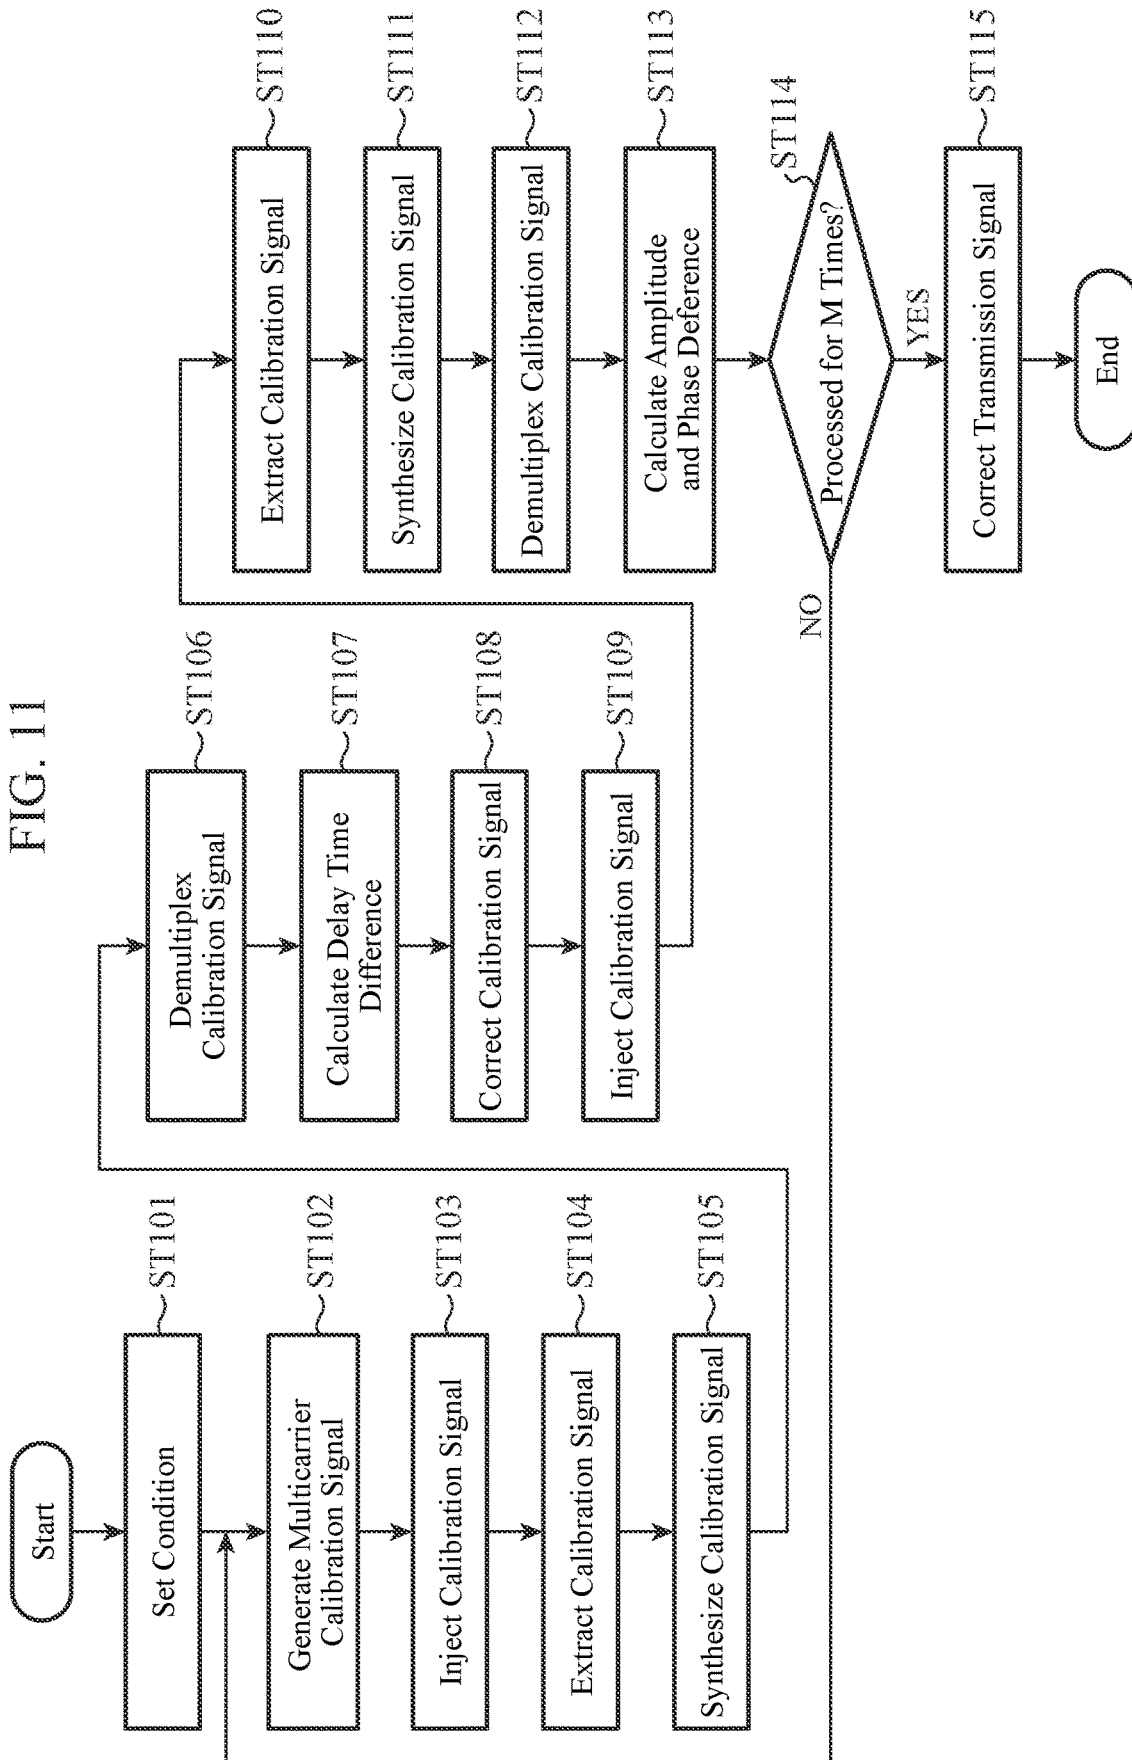 FIG. 11
Start
Set Condition
ST101
Generate Multicarrier
Calibration Signal
ST102
Inject Calibration Signal
ST103
Extract Calibration Signal
ST104
Synthesize Calibration Signal
ST105
Demultiplex
Calibration Signal
ST106
Calculate Delay Time
Difference
ST107
Correct Calibration Signal
ST108
Inject Calibration Signal
ST109
Extract Calibration Signal
ST110
Synthesize Calibration Signal
ST111
Demultiplex Calibration Signal
ST112
Calculate Amplitude
and Phase Deference
ST113
Processed for M Times?
ST114
NO
YES
Correct Transmission Signal
ST115
End